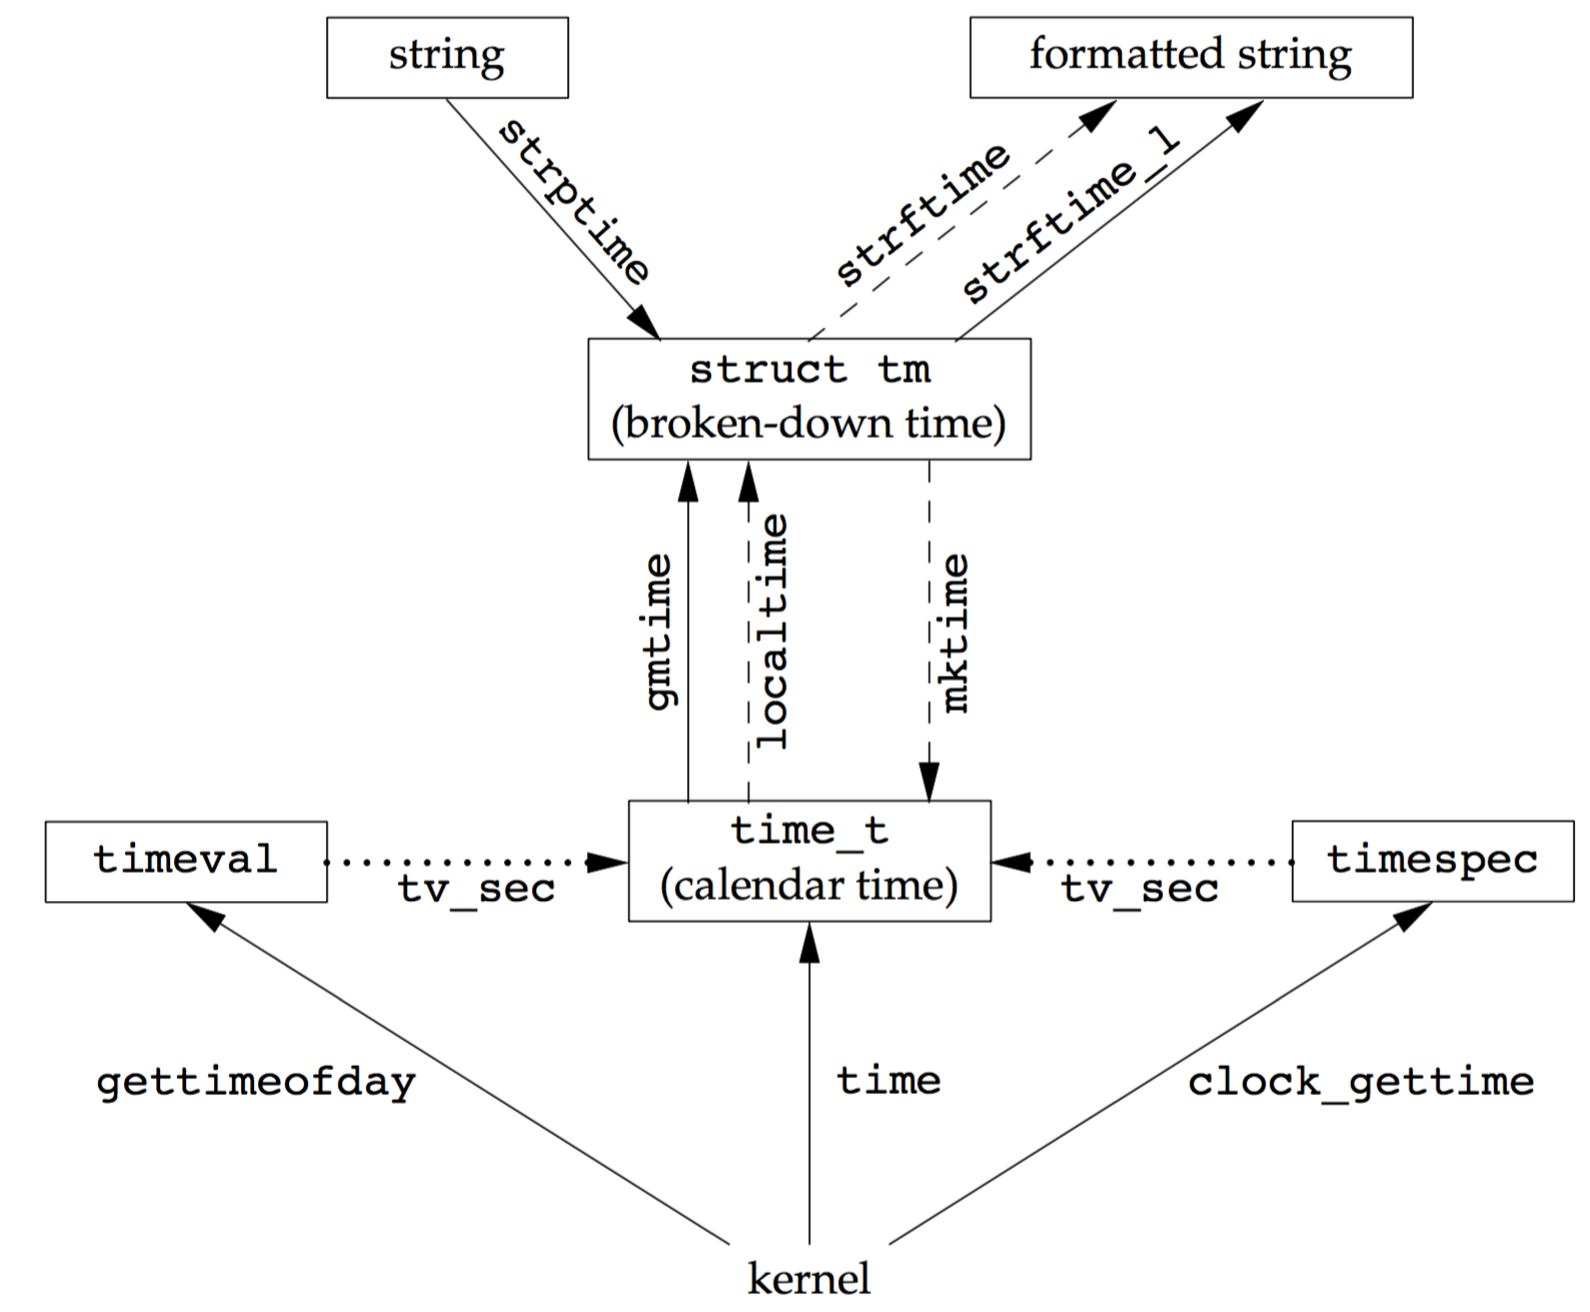 string
formatted string
strptime
strftime
strftime_l
struct tm
(broken-down time)
gmtime
localtime
mktime
timeval
tv_sec
time_t
(calendar time)
tv_sec
timespec
gettimeofday
time
clock_gettime
kernel